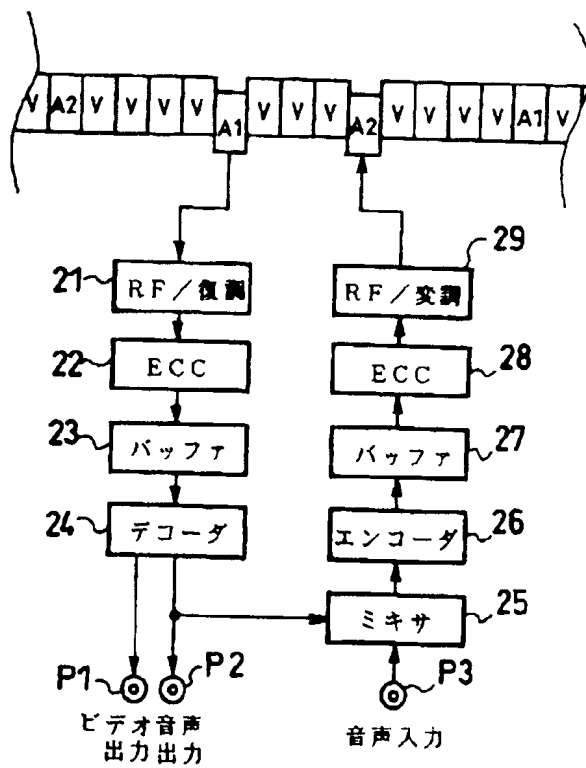 V A2 V V V V A1 V V V A2 V V V V A1 V
21 RF/復調
29 RF/変調
22 ECC
28 ECC
23 バッファ
27 バッファ
24 デコーダ
26 エンコーダ
25 ミキサ
P1 P2 P3
ビデオ 音声
出力 出力
音声入力